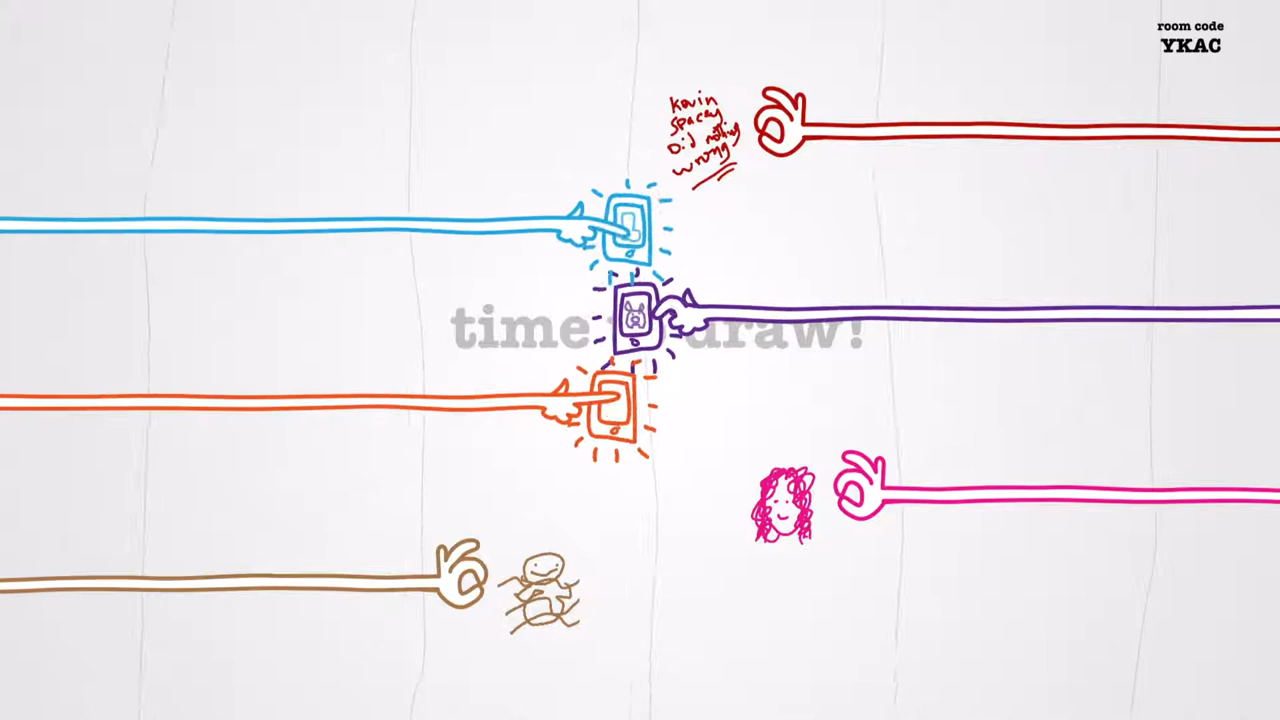 room code
YKAC
Kevin
Spacey
Did nothing
wrong
time draw!